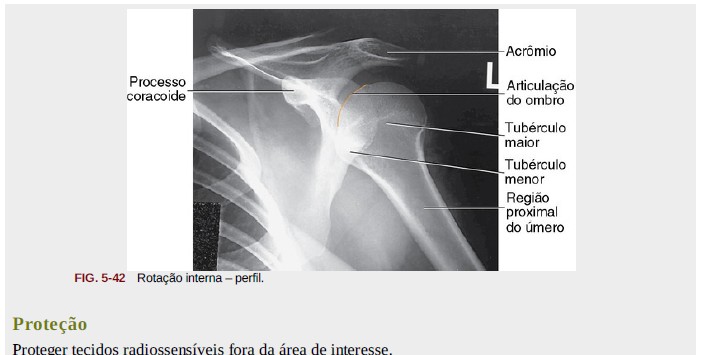 Acrômio
Processo
coracoide
L
Articulação
do ombro
Tubérculo
maior
Tubérculo
menor
Região
proximal
do úmero
FIG. 5-42 Rotação interna – perfil.
Proteção
Proteger tecidos radiossensíveis fora da área de interesse.